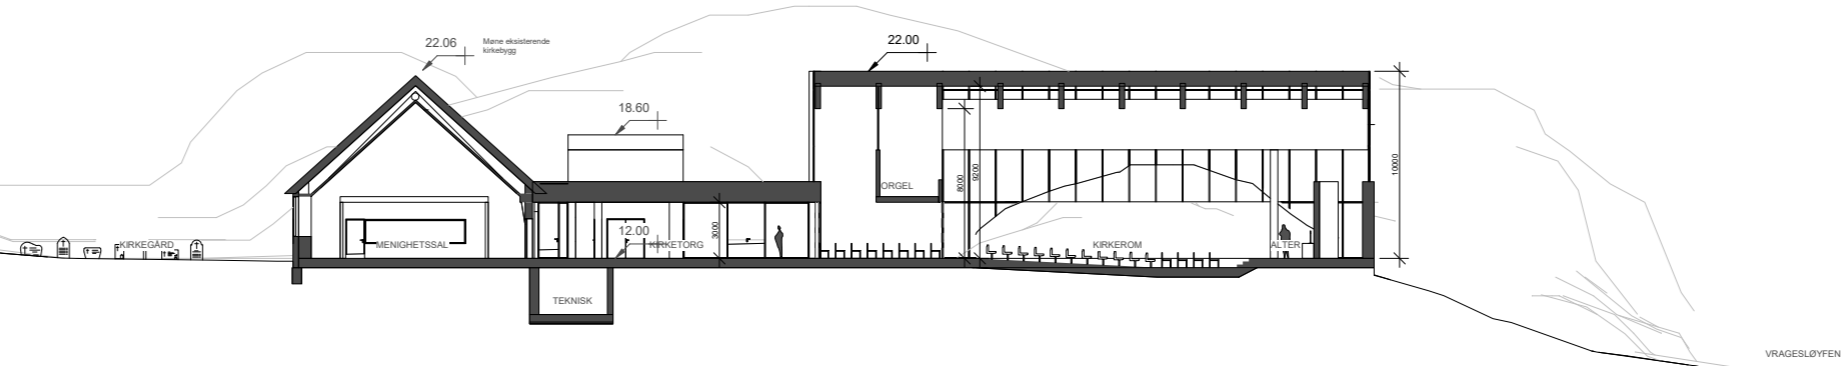 22.06
Møne eksisterende
kirkebygg
22.00
18.60
12.00
3000
8000
9200
10000
ORGEL
KIRKEGÅRD
MENIGHETSSAL
KIRKETORG
KIRKEROM
ALTER
TEKNISK
VRAGESLØYFEN